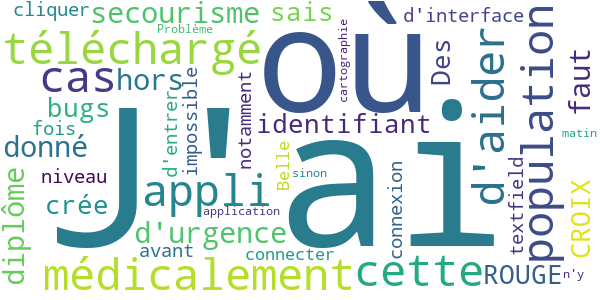 cliquer secourisme sais d'interface
Problème
téléchargé où Des cartographie
cas hors J'ai d'aider population faut
bugs d'entrer impossible notamment identifiant
fois
donné matin
niveau appli Belle sinon
diplôme crée application connexion textfield CROIX
d'urgence
avant connecter
médicalement cette ROUGE n'y